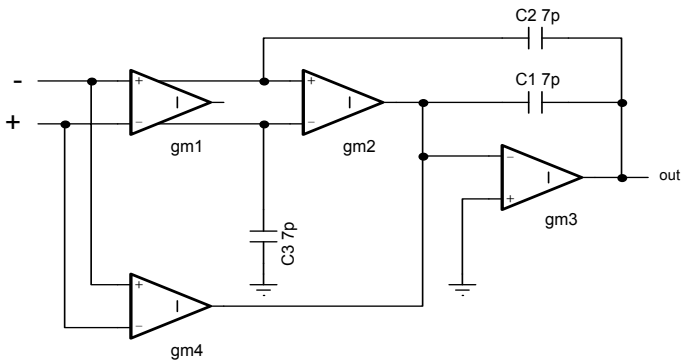 C2 7p
C1 7p
-
+
+
−
I
gm1
+
−
I
gm2
−
+
I
gm3
out
C3 7p
+
−
I
gm4